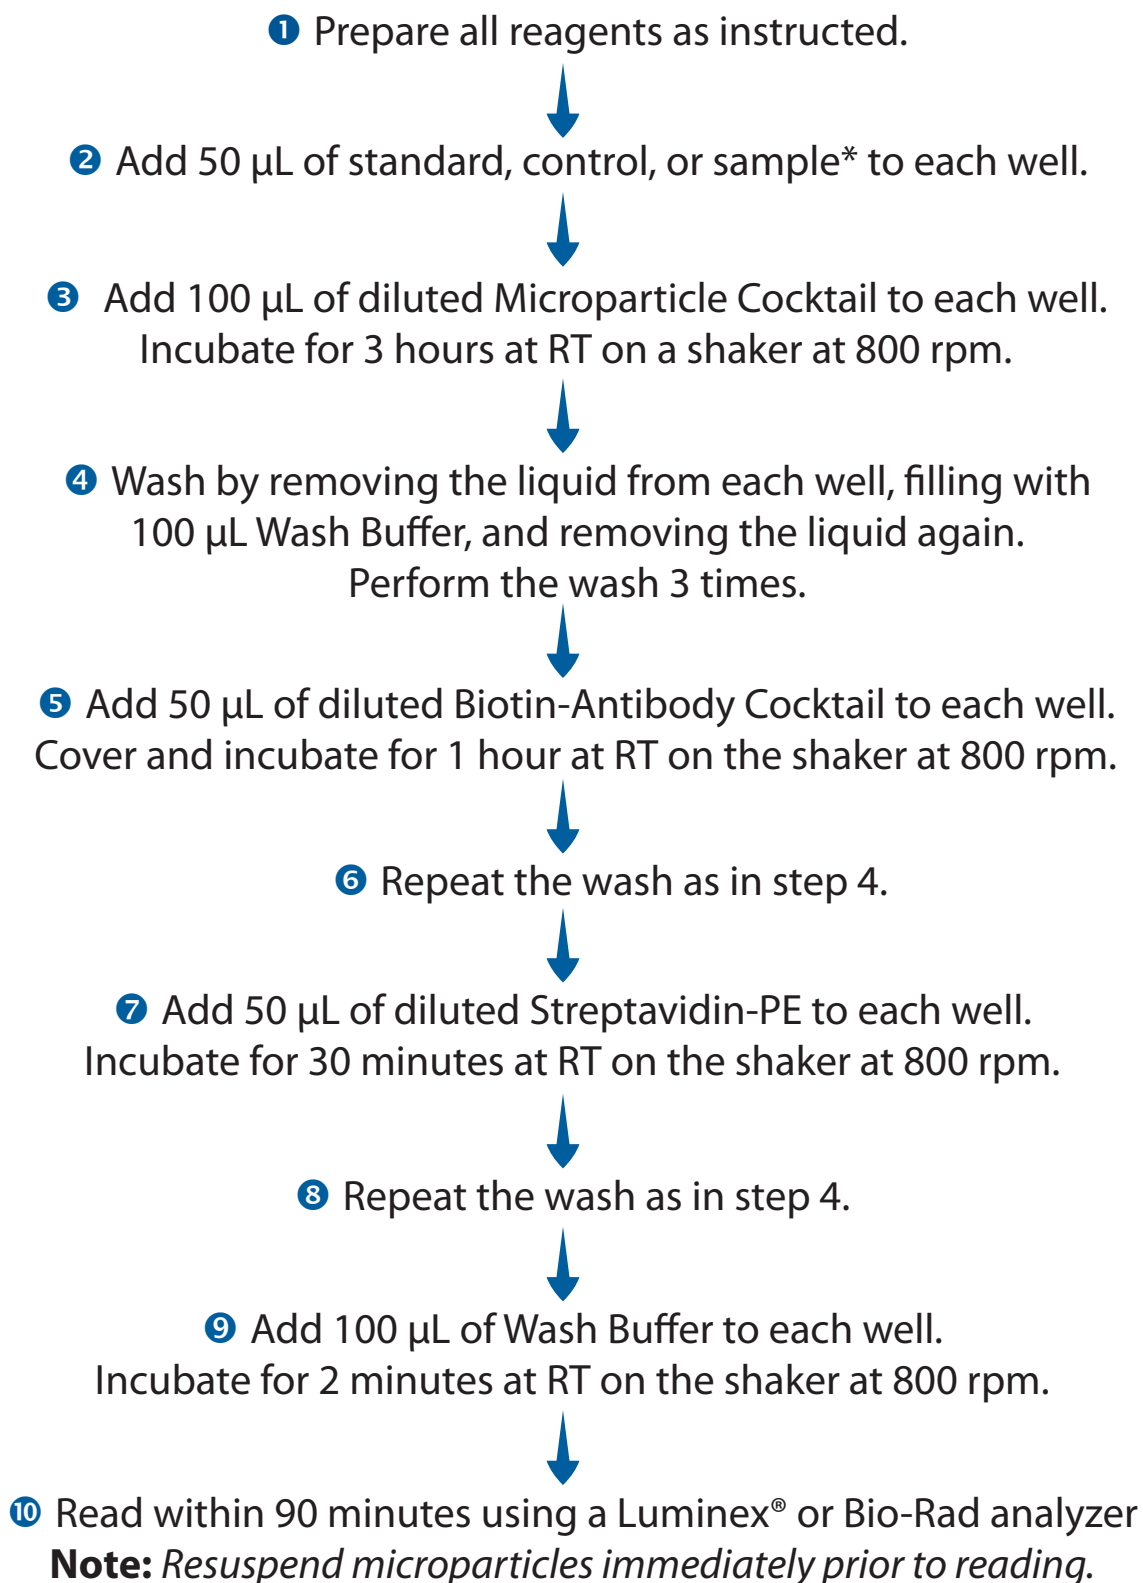 ❶ Prepare all reagents as instructed.
❷ Add 50 µL of standard, control, or sample* to each well.
❸ Add 100 µL of diluted Microparticle Cocktail to each well.
Incubate for 3 hours at RT on a shaker at 800 rpm.
❹ Wash by removing the liquid from each well, filling with
100 µL Wash Buffer, and removing the liquid again.
Perform the wash 3 times.
❺ Add 50 µL of diluted Biotin-Antibody Cocktail to each well.
Cover and incubate for 1 hour at RT on the shaker at 800 rpm.
❻ Repeat the wash as in step 4.
❼ Add 50 µL of diluted Streptavidin-PE to each well.
Incubate for 30 minutes at RT on the shaker at 800 rpm.
❽ Repeat the wash as in step 4.
❾ Add 100 µL of Wash Buffer to each well.
Incubate for 2 minutes at RT on the shaker at 800 rpm.
❿ Read within 90 minutes using a Luminex® or Bio-Rad analyzer
Note: Resuspend microparticles immediately prior to reading.